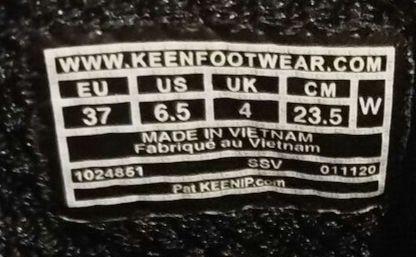 WWW.KEENFOOTWEAR.COM
EU US UK CM W
37 6.5 4 23.5
MADE IN VIETNAM
Fabriqué au Vietnam
1024851 SSV 011120
Pat KEENIP.com